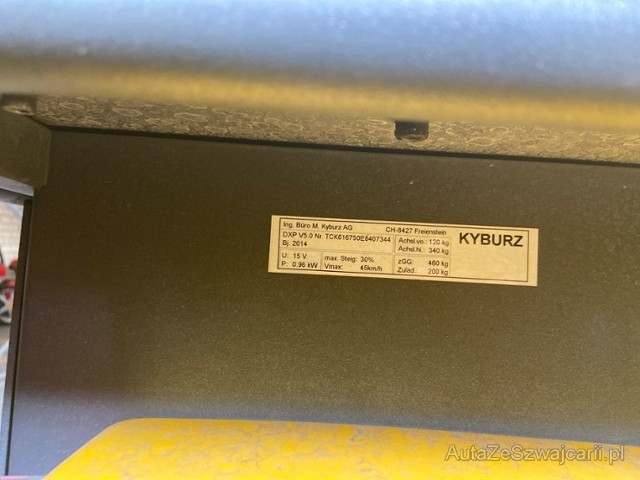 Ing. Büro M. Kyburz AG CH-8427 Freienstein
DXP V5.0 Nr. TCK616750E6407344
Bj. 2014
Achsl.vo.: 120 kg
Achsl.hi.: 340 kg
KYBURZ
U: 15 V
P: 0.96 kW
max. Steig: 30%
Vmax: 45km/h
zGG: 460 kg
Zulad.: 200 kg
AutaZeSzwajcarii.pl